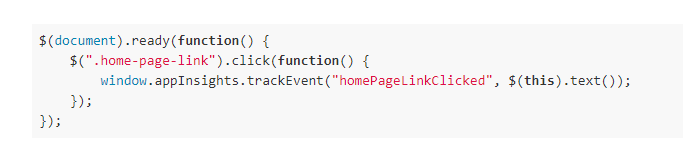 $(document).ready(function() {
    $(".home-page-link").click(function() {
        window.appInsights.trackEvent("homePageLinkClicked", $(this).text());
    });
});